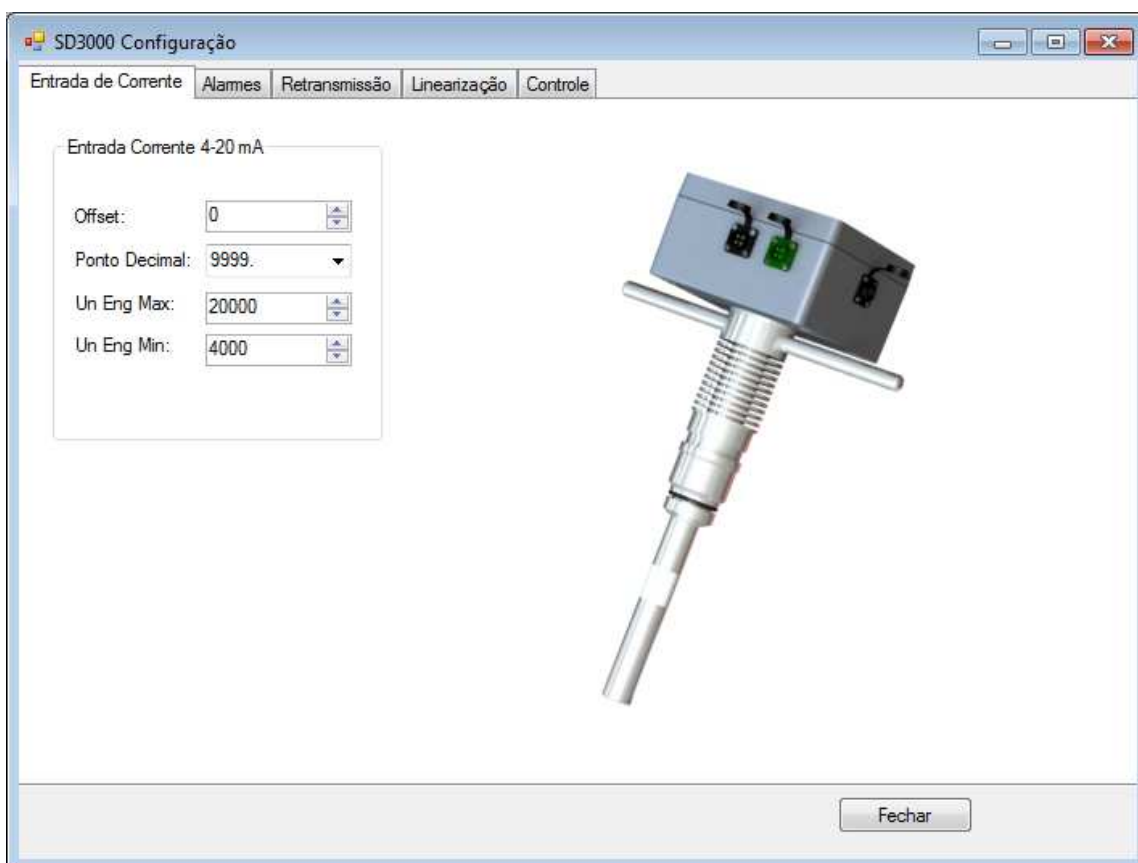 SD3000 Configuração
Entrada de Corrente Alarmes Retransmissão Linearização Controle
Entrada Corrente 4-20 mA
Offset: 0
Ponto Decimal: 9999.
Un Eng Max: 20000
Un Eng Min: 4000
Fechar